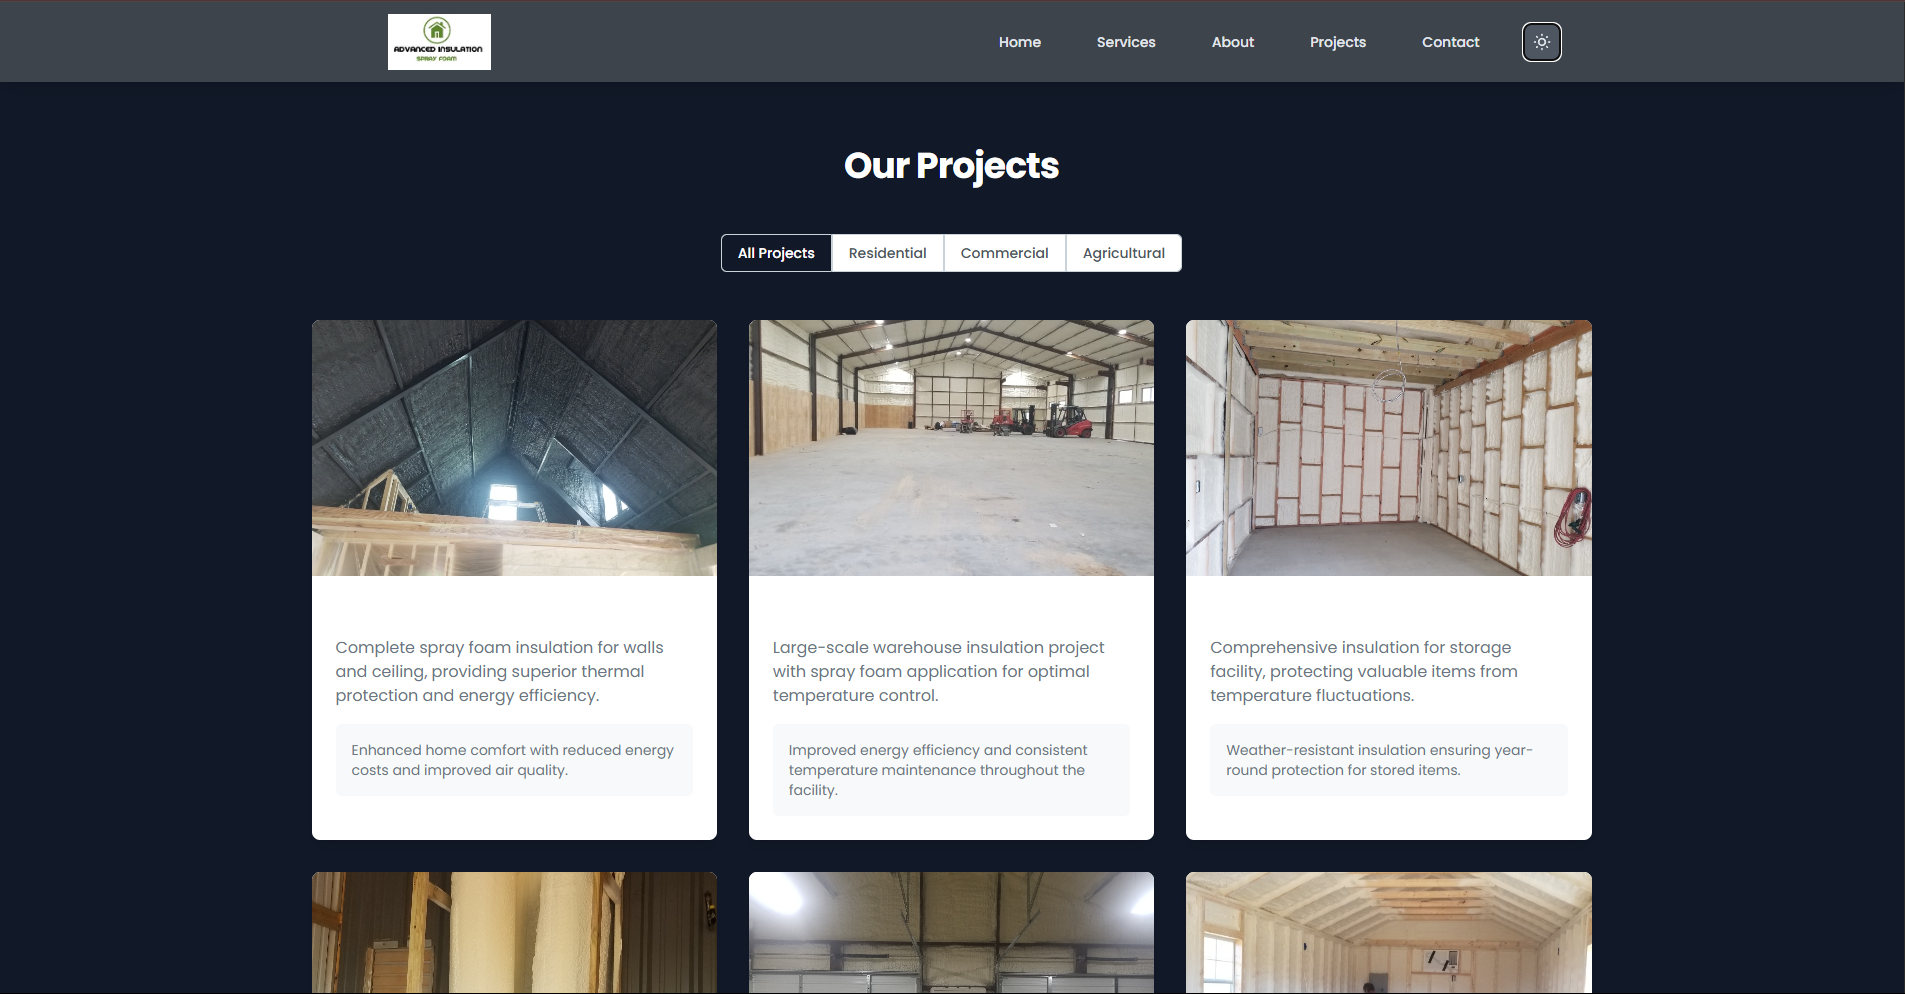 ADVANCED INSULATION
SPRAY FOAM
Home
Services
About
Projects
Contact
Our Projects
All Projects
Residential
Commercial
Agricultural
Complete spray foam insulation for walls
and ceiling, providing superior thermal
protection and energy efficiency.
Enhanced home comfort with reduced energy
costs and improved air quality.
Large-scale warehouse insulation project
with spray foam application for optimal
temperature control.
Improved energy efficiency and consistent
temperature maintenance throughout the
facility.
Comprehensive insulation for storage
facility, protecting valuable items from
temperature fluctuations.
Weather-resistant insulation ensuring year-
round protection for stored items.